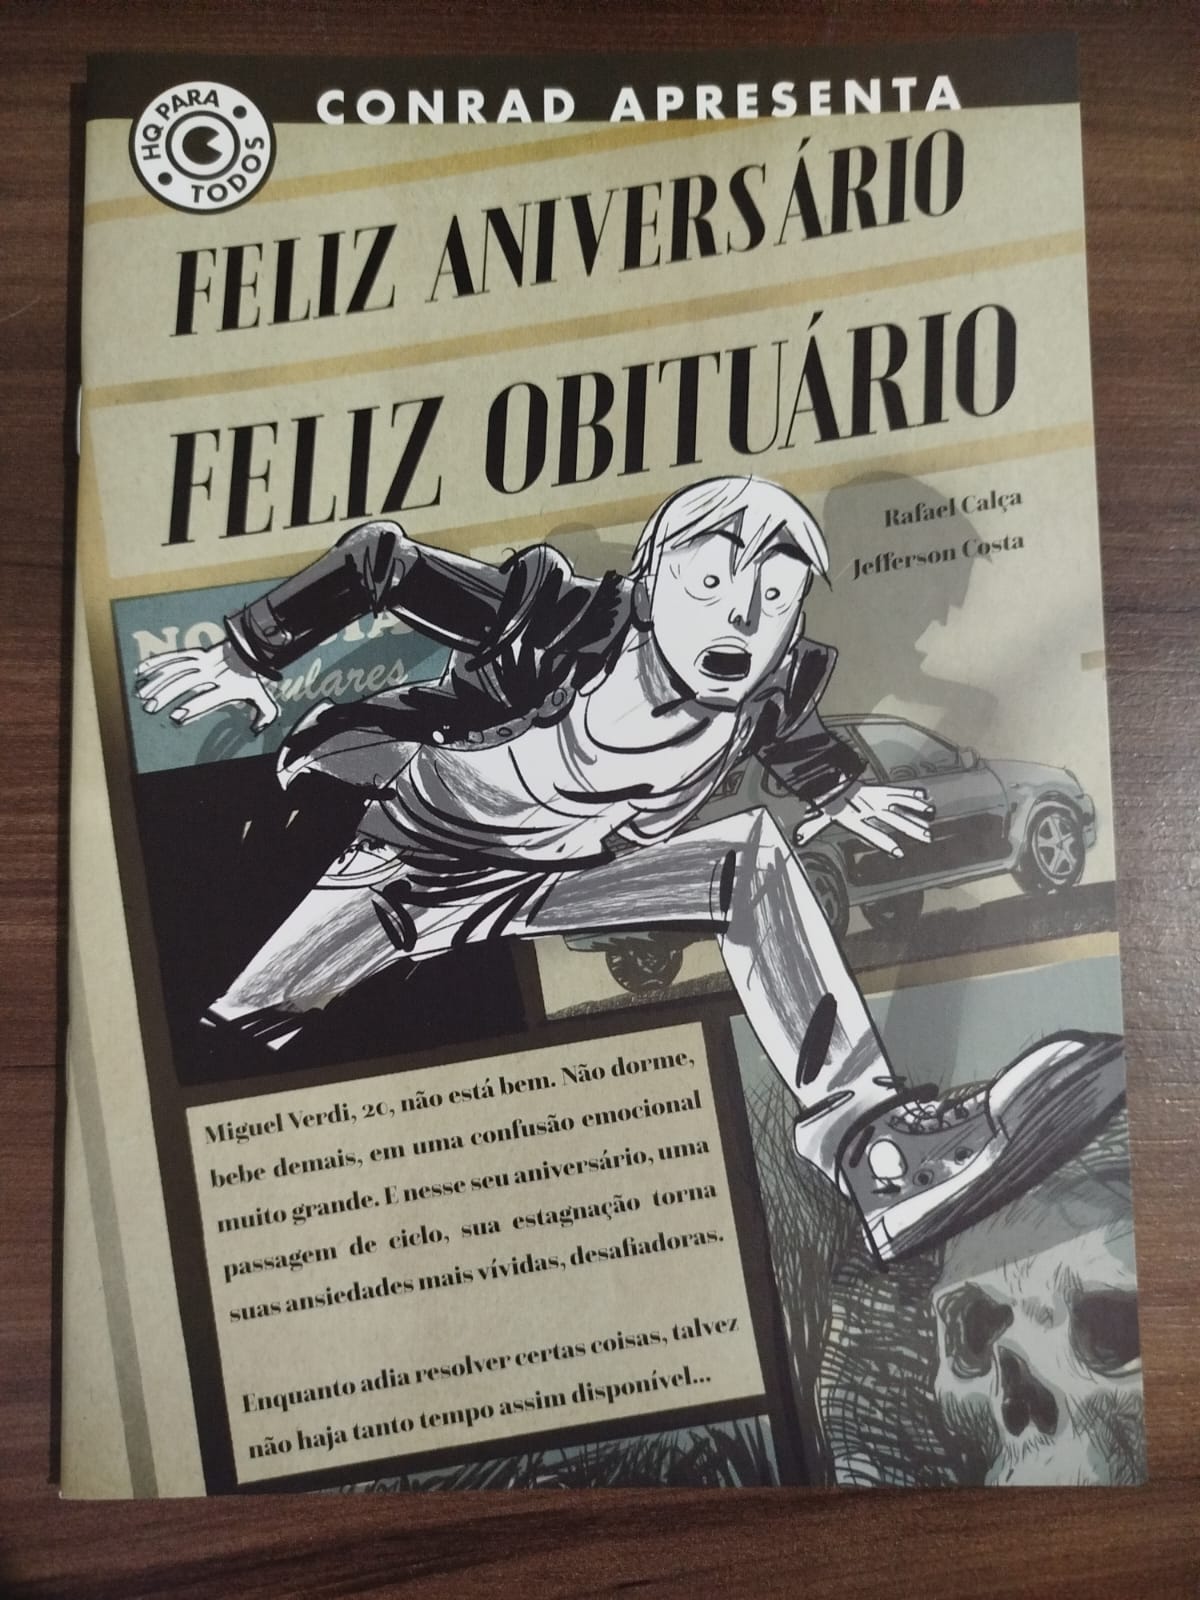 HQ PARA
TODOS
CONRAD APRESENTA
FELIZ ANIVERSÁRIO
FELIZ OBITUÁRIO
Rafael Calça
Jefferson Costa
Miguel Verdi, 20, não está bem. Não dorme,
bebe demais, em uma confusão emocional
muito grande. E nesse seu aniversário, uma
passagem de ciclo, sua estagnação torna
suas ansiedades mais vívidas, desafiadoras.
Enquanto adia resolver certas coisas, talvez
não haja tanto tempo assim disponível...